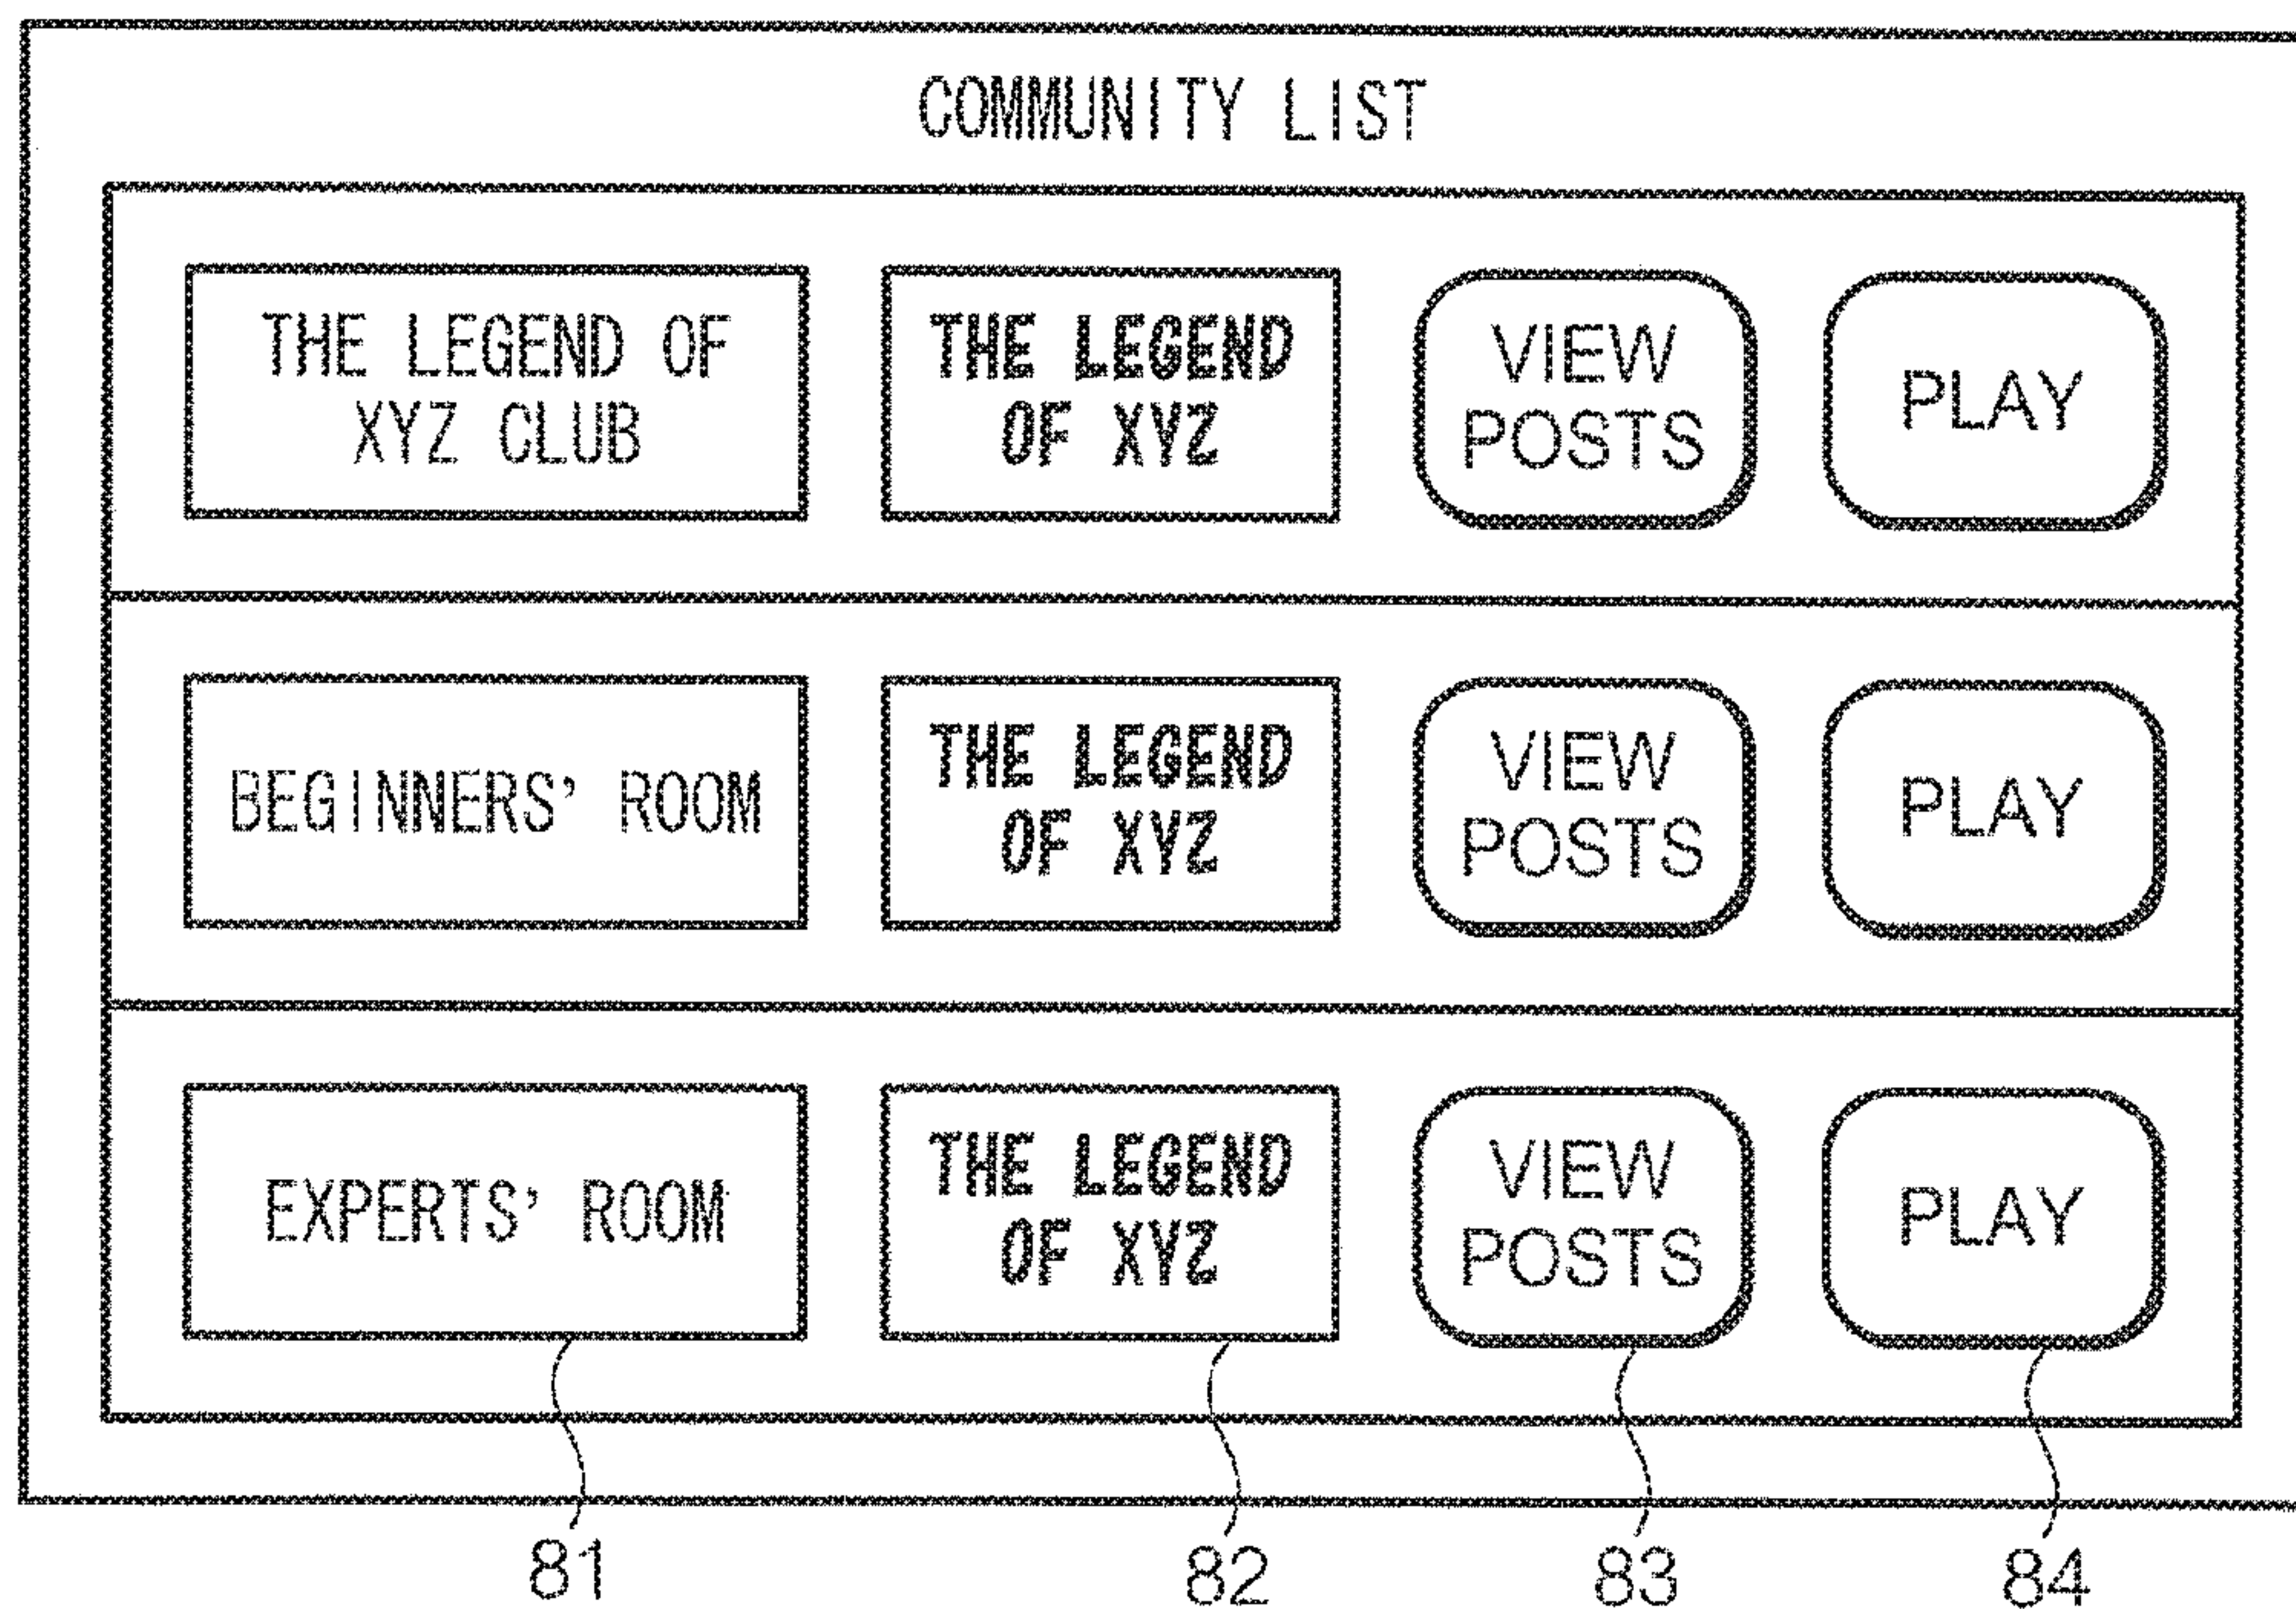 COMMUNITY LIST
THE LEGEND OF
XYZ CLUB
THE LEGEND
OF XYZ
VIEW
POSTS
PLAY
BEGINNERS' ROOM
THE LEGEND
OF XYZ
VIEW
POSTS
PLAY
EXPERTS' ROOM
THE LEGEND
OF XYZ
VIEW
POSTS
PLAY
81
82
83
84